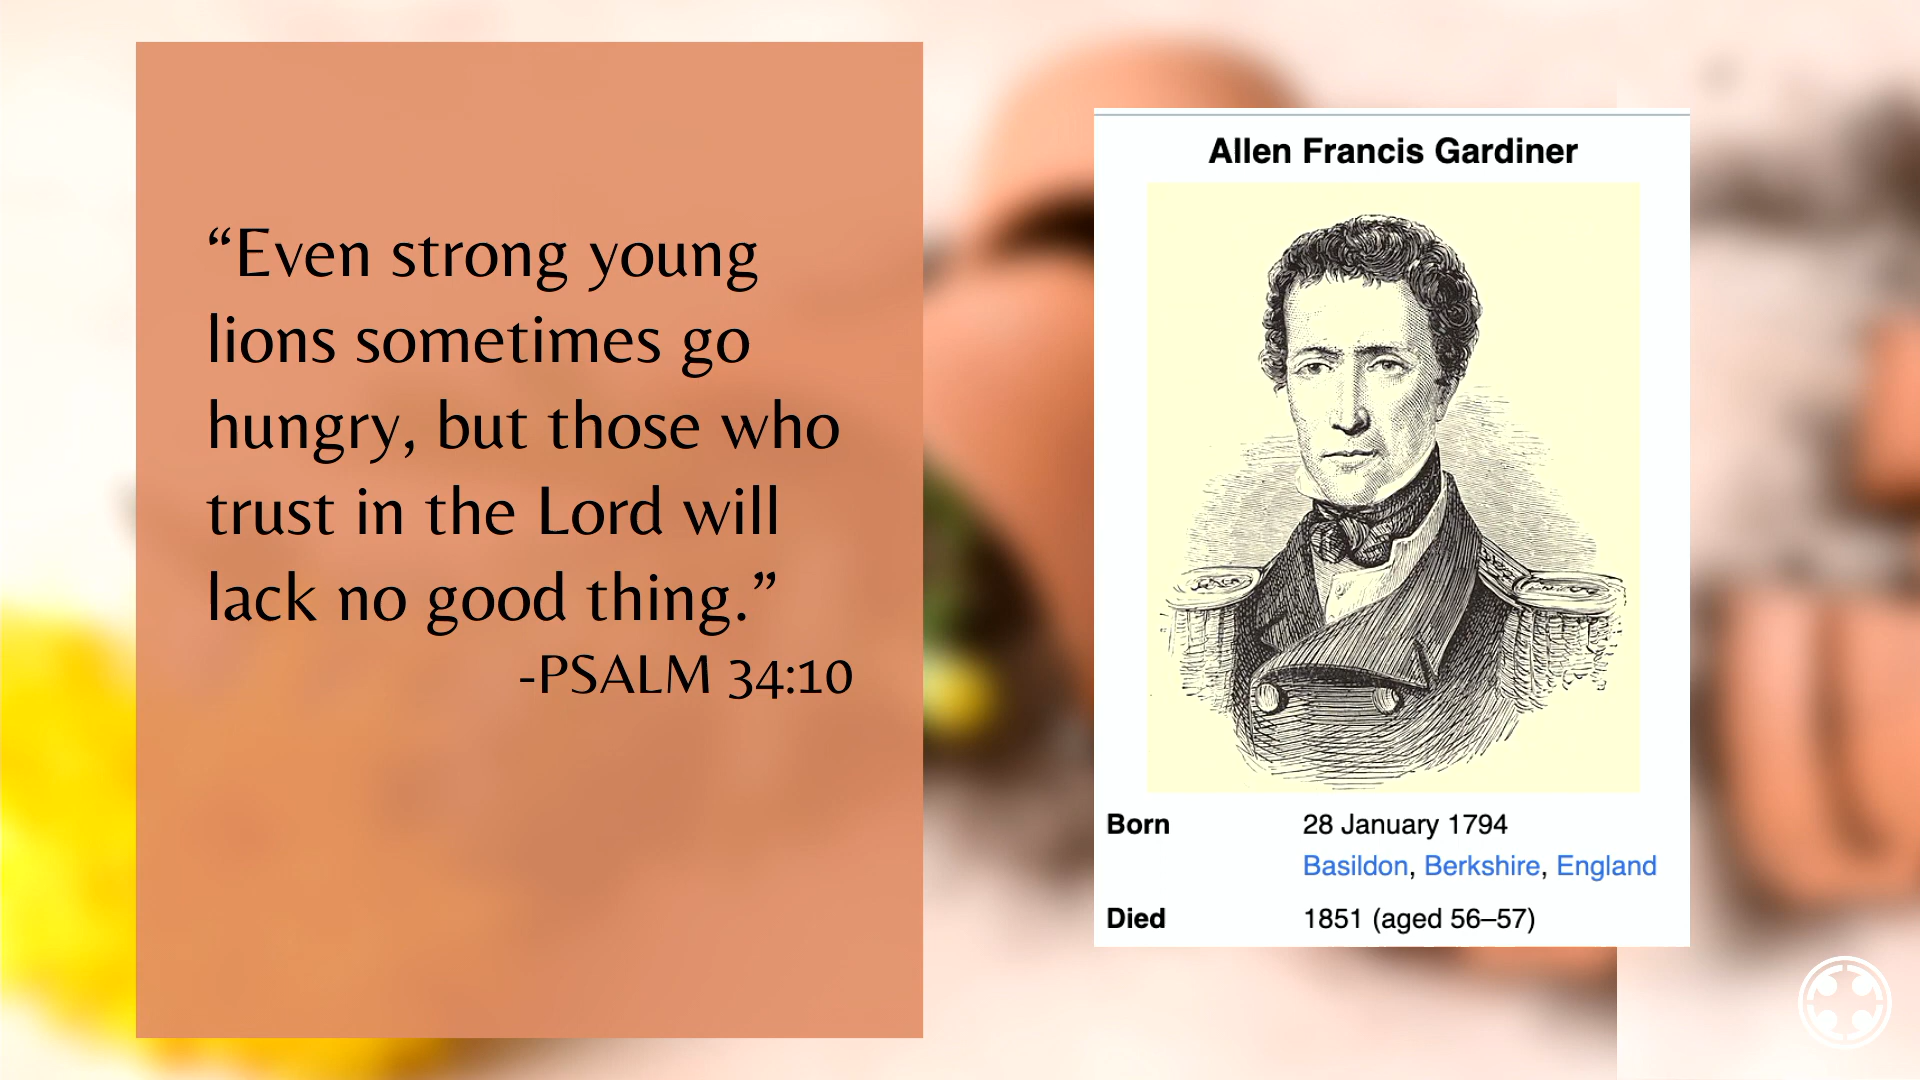 “Even strong young
lions sometimes go
hungry, but those who
trust in the Lord will
lack no good thing.”
-PSALM 34:10
Allen Francis Gardiner
Born 28 January 1794
Basildon, Berkshire, England
Died 1851 (aged 56–57)